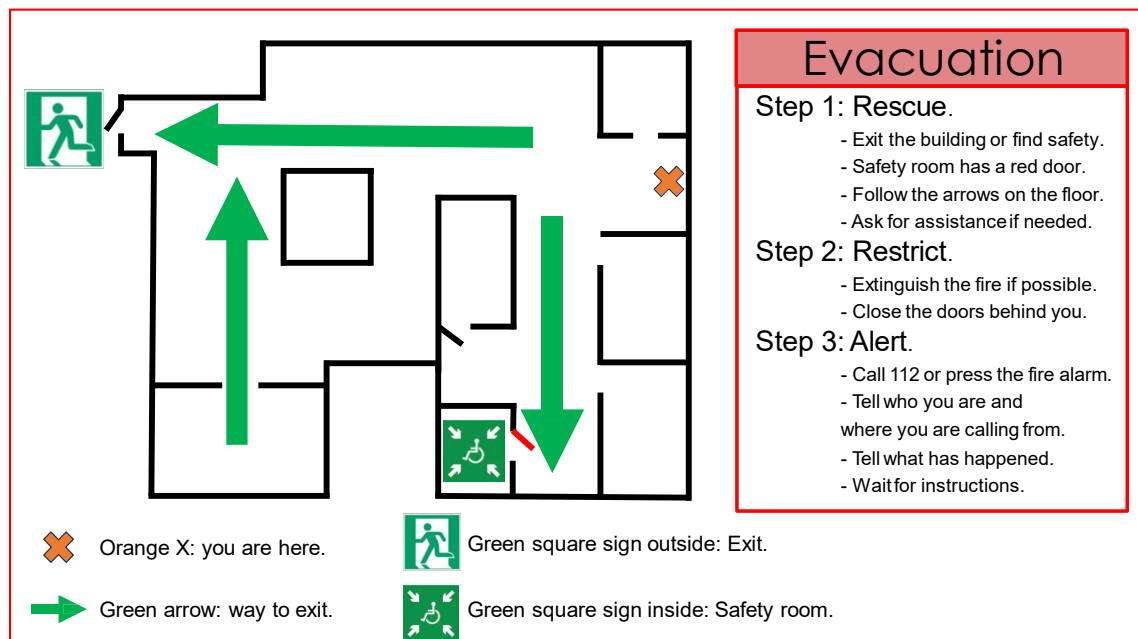 Evacuation
Step 1: Rescue.
- Exit the building or find safety.
- Safety room has a red door.
- Follow the arrows on the floor.
- Ask for assistance if needed.
Step 2: Restrict.
- Extinguish the fire if possible.
- Close the doors behind you.
Step 3: Alert.
- Call 112 or press the fire alarm.
- Tell who you are and
where you are calling from.
- Tell what has happened.
- Wait for instructions.
Orange X: you are here.
Green square sign outside: Exit.
Green arrow: way to exit.
Green square sign inside: Safety room.